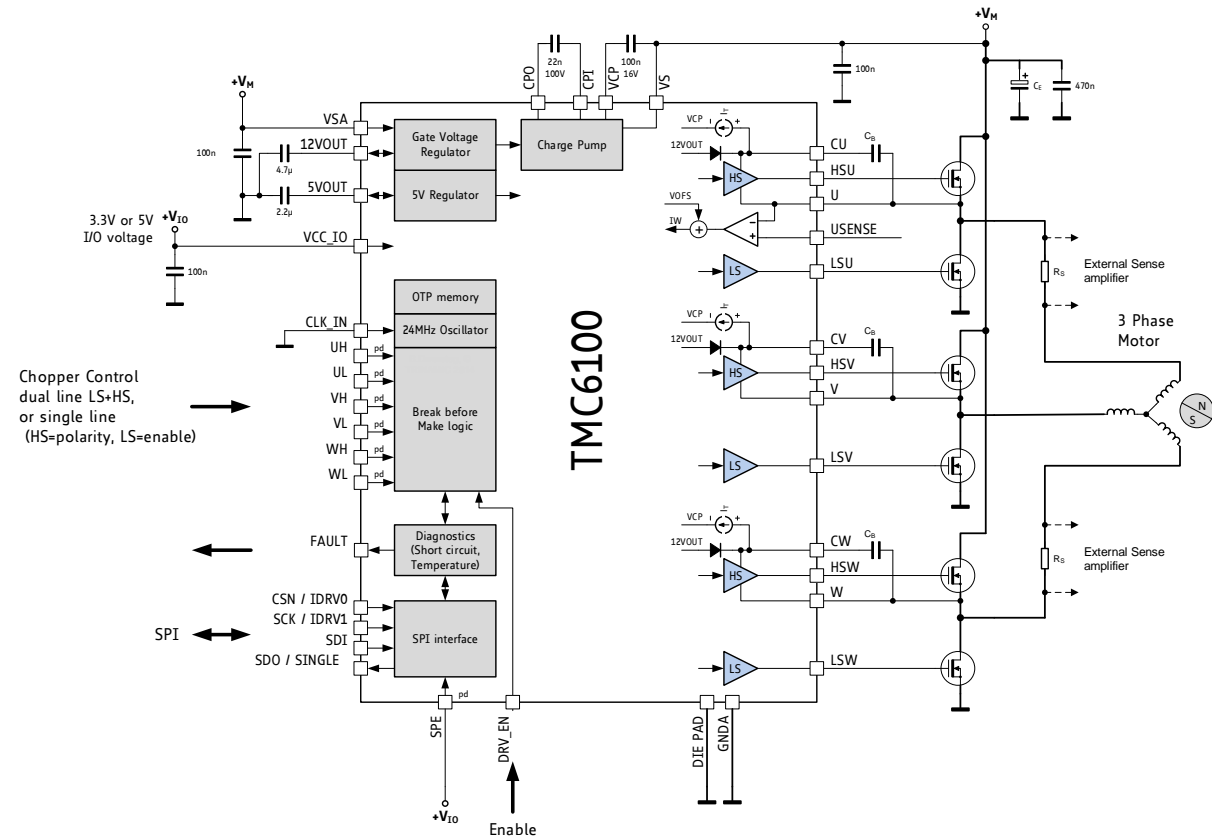 +VM
CPO
22n
100V
CPI
VCP
100n
16V
VS
100n
+
CE
470n
+VM
VSA
100n
12VOUT
4.7µ
5VOUT
2.2µ
Gate Voltage
Regulator
5V Regulator
Charge Pump
3.3V or 5V
I/O voltage
+VIO
VCC_IO
100n
OTP memory
24MHz Oscillator
CLK_IN
Break before
Make logic
UH
pd
UL
pd
VH
pd
VL
pd
WH
pd
WL
pd
Chopper Control
dual line LS+HS,
or single line
(HS=polarity, LS=enable)
FAULT
Diagnostics
(Short circuit,
Temperature)
CSN / IDRV0
SCK / IDRV1
SDI
SDO / SINGLE
SPI
SPI interface
pd
SPE
+VIO
DRV_EN
Enable
DIE PAD
GNDA
TMC6100
VCP
- +
12VOUT
HS
CU
CB
HSU
U
VOFS
IW
+
-
+
USENSE
LS
LSU
VCP
- +
12VOUT
HS
CV
CB
HSV
V
LS
LSV
VCP
- +
12VOUT
HS
CW
CB
HSW
W
LS
LSW
RS
External Sense
amplifier
3 Phase
Motor
N
S
RS
External Sense
amplifier